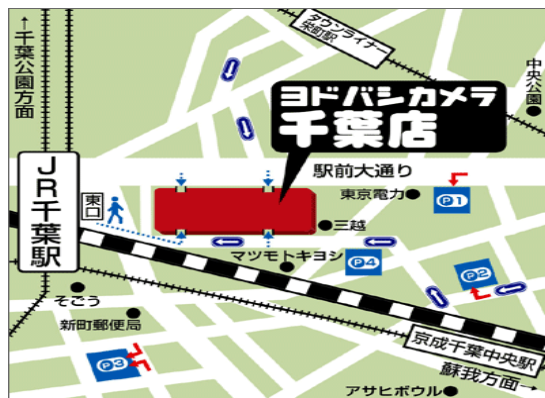 ↑千葉公園方面
タウンライナー
栄町駅
中央公園
ヨドバシカメラ
千葉店
駅前大通り
JR千葉駅
東口
東京電力
P1
三越
マツモトキヨシ
P4
P2
そごう
新町郵便局
P3
京成千葉中央駅
蘇我方面→
アサヒボウル